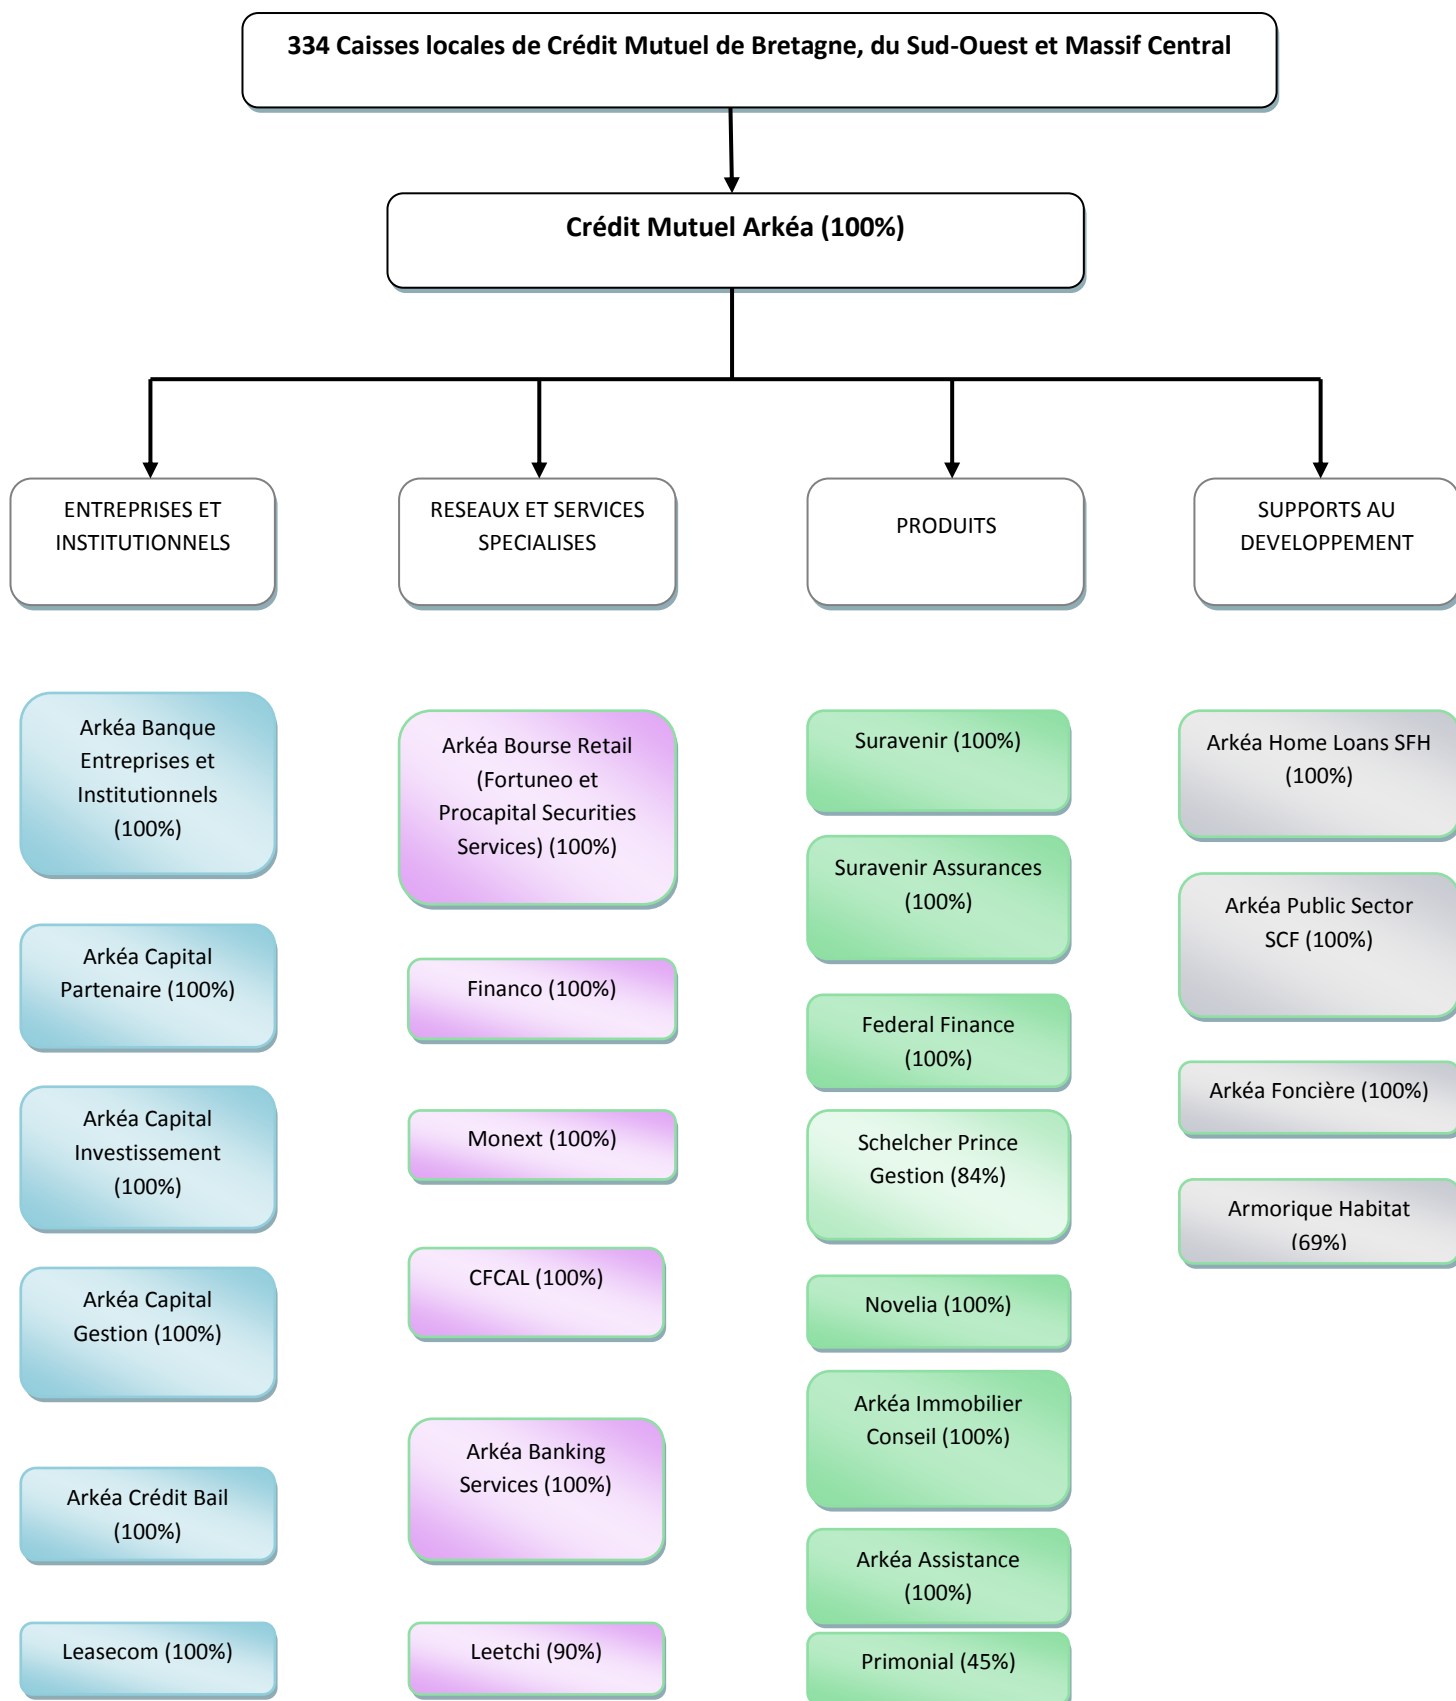 334 Caisses locales de Crédit Mutuel de Bretagne, du Sud-Ouest et Massif Central
Crédit Mutuel Arkéa (100%)
ENTREPRISES ET
INSTITUTIONNELS
RESEAUX ET SERVICES
SPECIALISES
PRODUITS
SUPPORTS AU
DEVELOPPEMENT
Arkéa Banque
Entreprises et
Institutionnels
(100%)
Arkéa Capital
Partenaire (100%)
Arkéa Capital
Investissement
(100%)
Arkéa Capital
Gestion (100%)
Arkéa Crédit Bail
(100%)
Leasecom (100%)
Arkéa Bourse Retail
(Fortuneo et
Procapital Securities
Services) (100%)
Financo (100%)
Monext (100%)
CFCAL (100%)
Arkéa Banking
Services (100%)
Leetchi (90%)
Suravenir (100%)
Suravenir Assurances
(100%)
Federal Finance
(100%)
Schelcher Prince
Gestion (84%)
Novelia (100%)
Arkéa Immobilier
Conseil (100%)
Arkéa Assistance
(100%)
Primonial (45%)
Arkéa Home Loans SFH
(100%)
Arkéa Public Sector
SCF (100%)
Arkéa Foncière (100%)
Armorique Habitat
(69%)